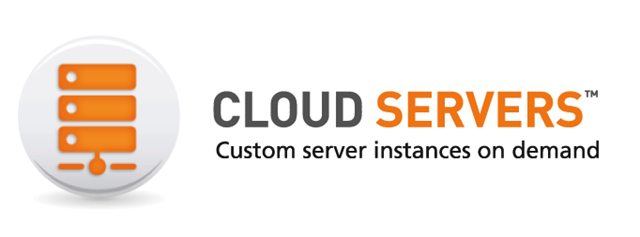 CLOUD SERVERS™
Custom server instances on demand